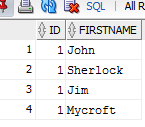 SQL | All R
ID FIRSTNAME
1 1 John
2 1 Sherlock
3 1 Jim
4 1 Mycroft